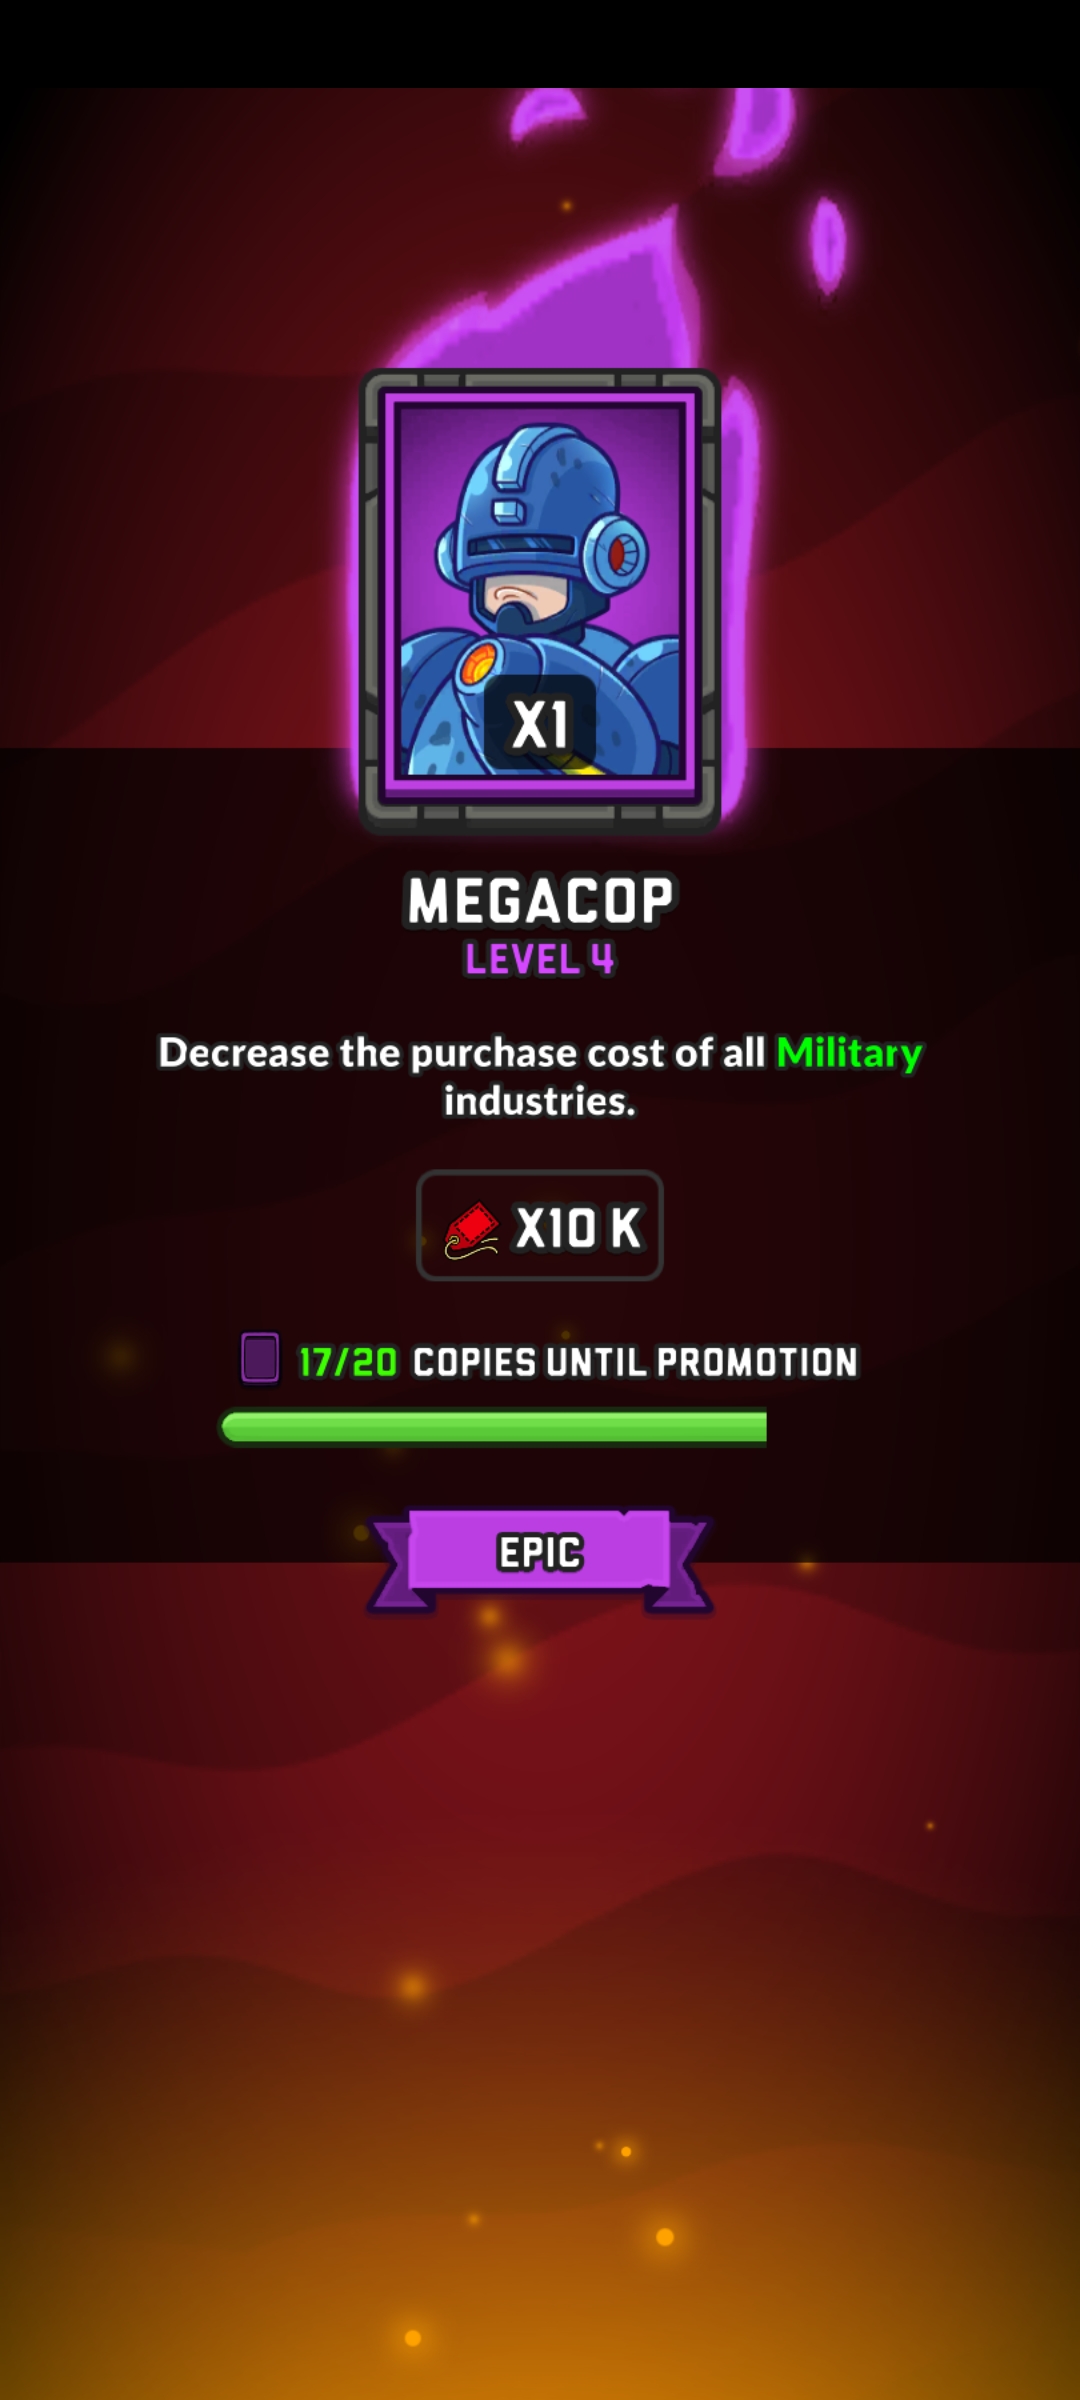 X1
MEGACOP
LEVEL 4
Decrease the purchase cost of all Military
industries.
X10 K
17/20 COPIES UNTIL PROMOTION
EPIC